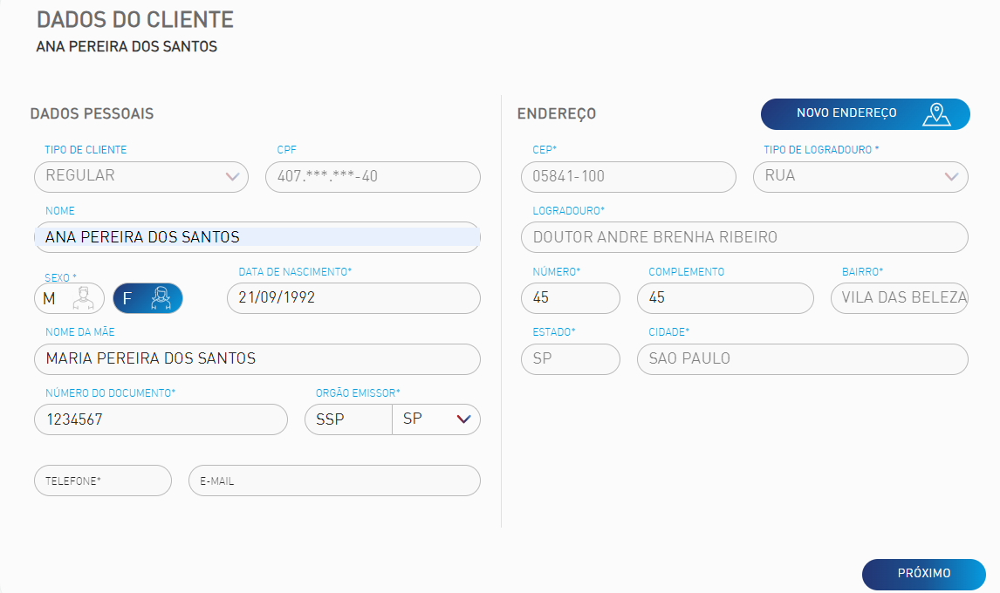 DADOS DO CLIENTE
ANA PEREIRA DOS SANTOS
DADOS PESSOAIS
TIPO DE CLIENTE
CPF
REGULAR
407.***.***-40
NOME
ANA PEREIRA DOS SANTOS
SEXO *
DATA DE NASCIMENTO*
M
F
21/09/1992
NOME DA MÃE
MARIA PEREIRA DOS SANTOS
NÚMERO DO DOCUMENTO*
ORGÃO EMISSOR*
1234567
SSP
SP
TELEFONE*
E-MAIL
ENDEREÇO
NOVO ENDEREÇO
CEP*
TIPO DE LOGRADOURO *
05841-100
RUA
LOGRADOURO*
DOUTOR ANDRE BRENHA RIBEIRO
NÚMERO*
COMPLEMENTO
BAIRRO*
45
45
VILA DAS BELEZA
ESTADO*
CIDADE*
SP
SAO PAULO
PRÓXIMO